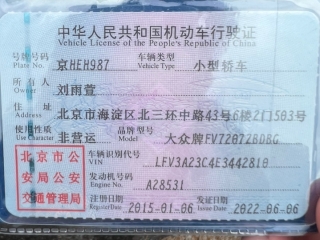 中华人民共和国机动车行驶证
Vehicle License of the People's Republic of China
号牌号码 京HEH987 车辆类型 小型轿车
Plate No. Vehicle Type
所有人 刘雨萱
Owner
住址 北京市海淀区北三环中路43号6楼2门503号
Address
使用性质 非营运 品牌型号 大众牌FV7207ZBDBG
Use Character Model
北京市公安局公安交通管理局
车辆识别代号 LFV3A23C4E3442810
VIN
发动机号码 A28531
Engine No.
注册日期 2015-01-06 发证日期 2022-06-06
Register Date Issue Date